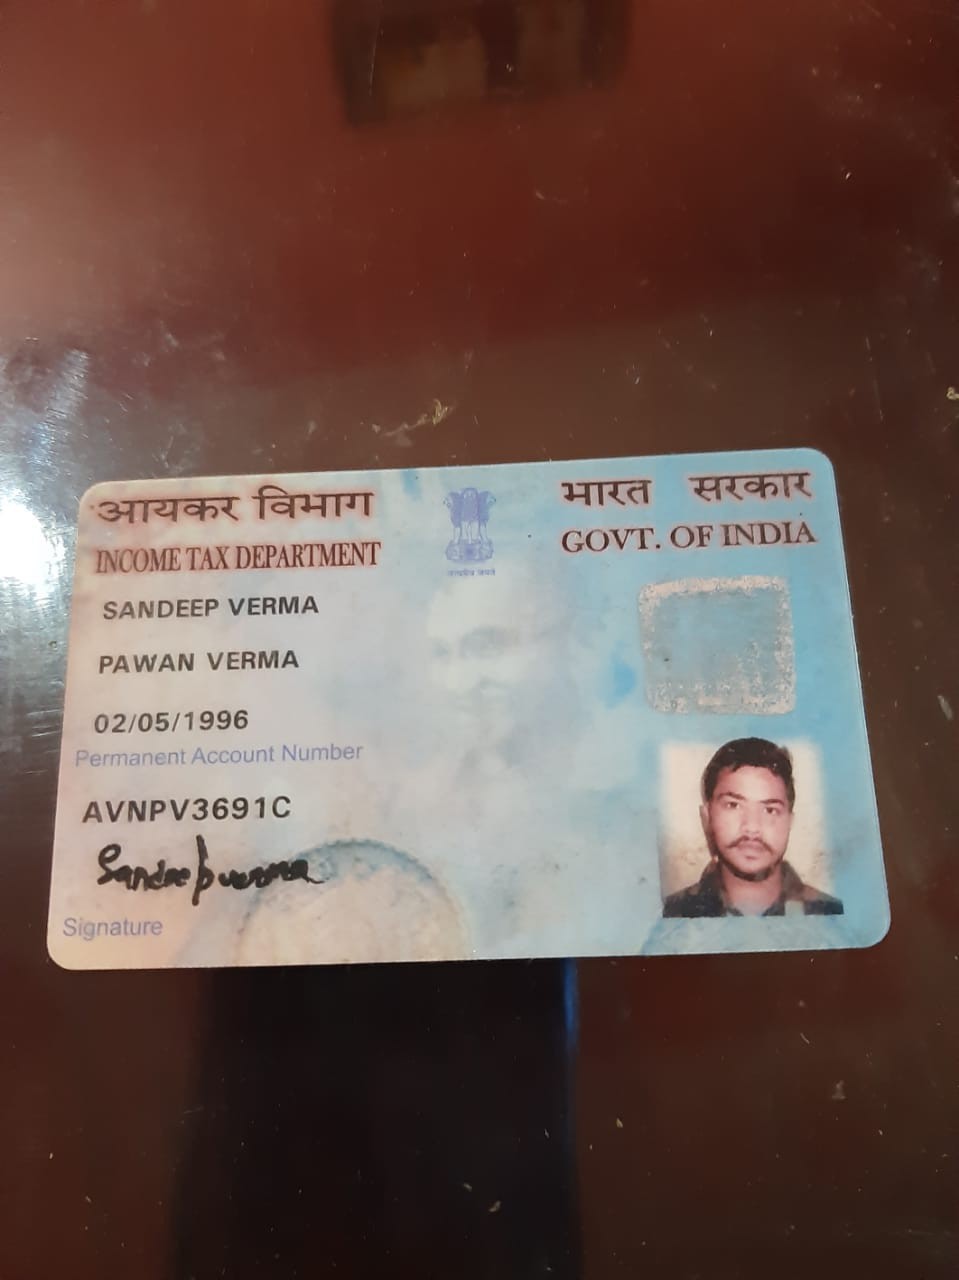 आयकर विभाग
INCOME TAX DEPARTMENT
भारत सरकार
GOVT. OF INDIA
सत्यमेव जयते
SANDEEP VERMA
PAWAN VERMA
02/05/1996
Permanent Account Number
AVNPV3691C
Sandeep verma
Signature